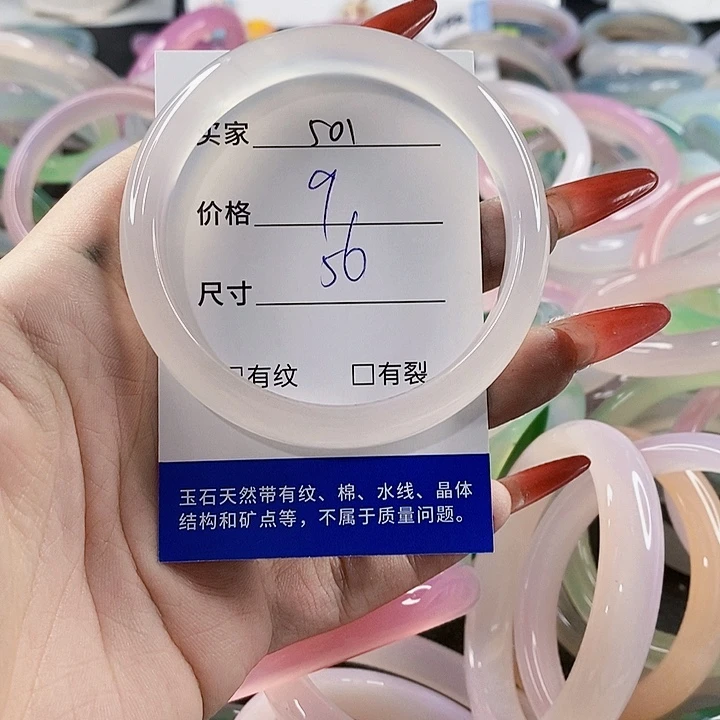 买家 501
价格 9
尺寸 56
□有纹 □有裂
玉石天然带有纹、棉、水线、晶体
结构和矿点等，不属于质量问题。